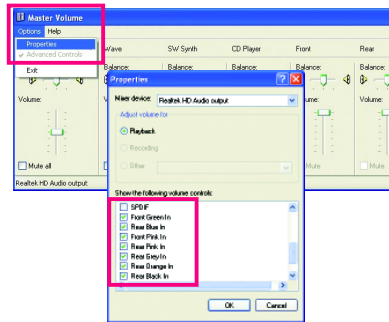 Master Volume
Options Help
Properties
Advanced Controls
Exit
Wave
SW Synth
CD Player
Front
Rear
Balance:
Balance:
Balance:
Balance:
Balance:
Volume:
Mute all
Mute
Mute
Realtek HD Audio output
Properties
Mixer device:
Realtek HD Audio output
Adjust volume for
Playback
Recording
Other
Show the following volume controls:
SPDIF
Front Green In
Rear Blue In
Front Pink In
Rear Pink In
Rear Grey In
Rear Orange In
Rear Black In
OK
Cancel